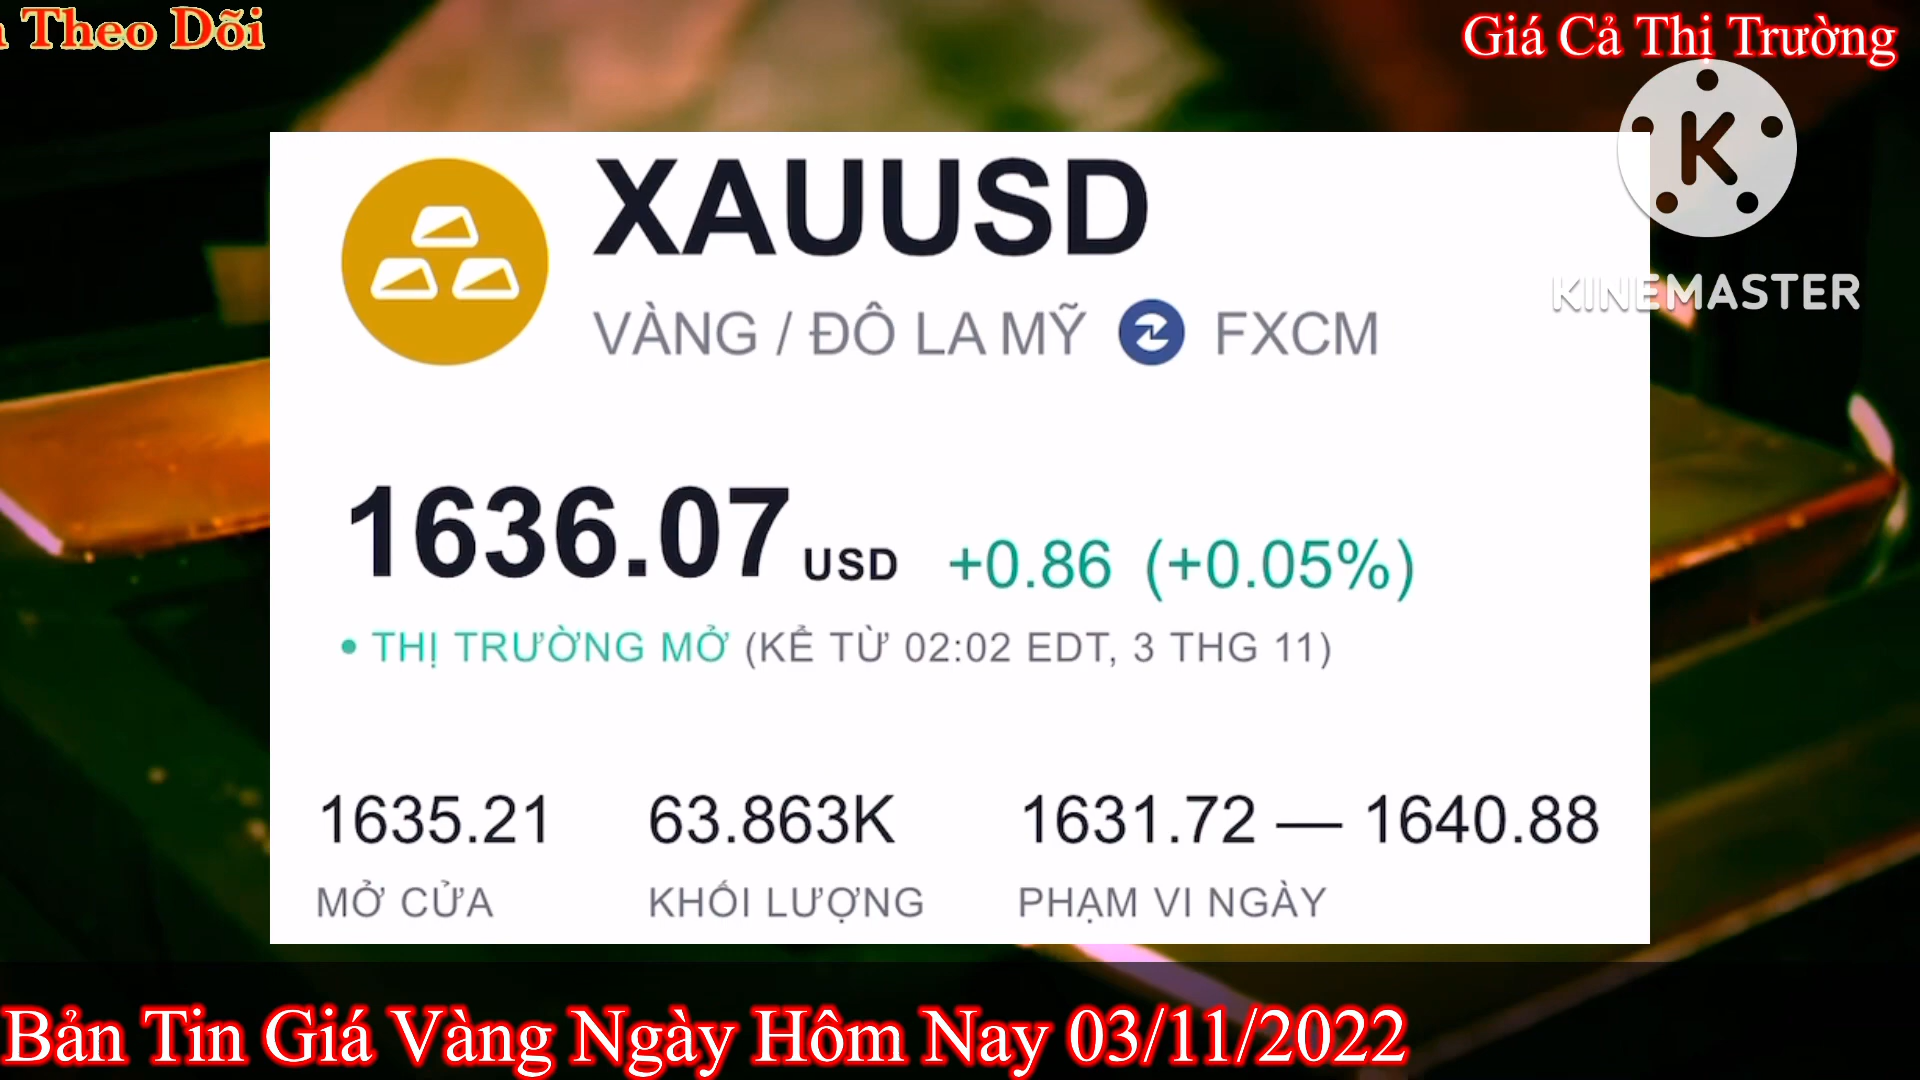 Theo Dõi
Giá Cả Thị Trường
K
KINEMASTER
XAUUSD
VÀNG / ĐÔ LA MỸ FXCM
1636.07 USD +0.86 (+0.05%)
• THỊ TRƯỜNG MỞ (KỂ TỪ 02:02 EDT, 3 THG 11)
1635.21 63.863K 1631.72 — 1640.88
MỞ CỬA KHỐI LƯỢNG PHẠM VI NGÀY
Bản Tin Giá Vàng Ngày Hôm Nay 03/11/2022